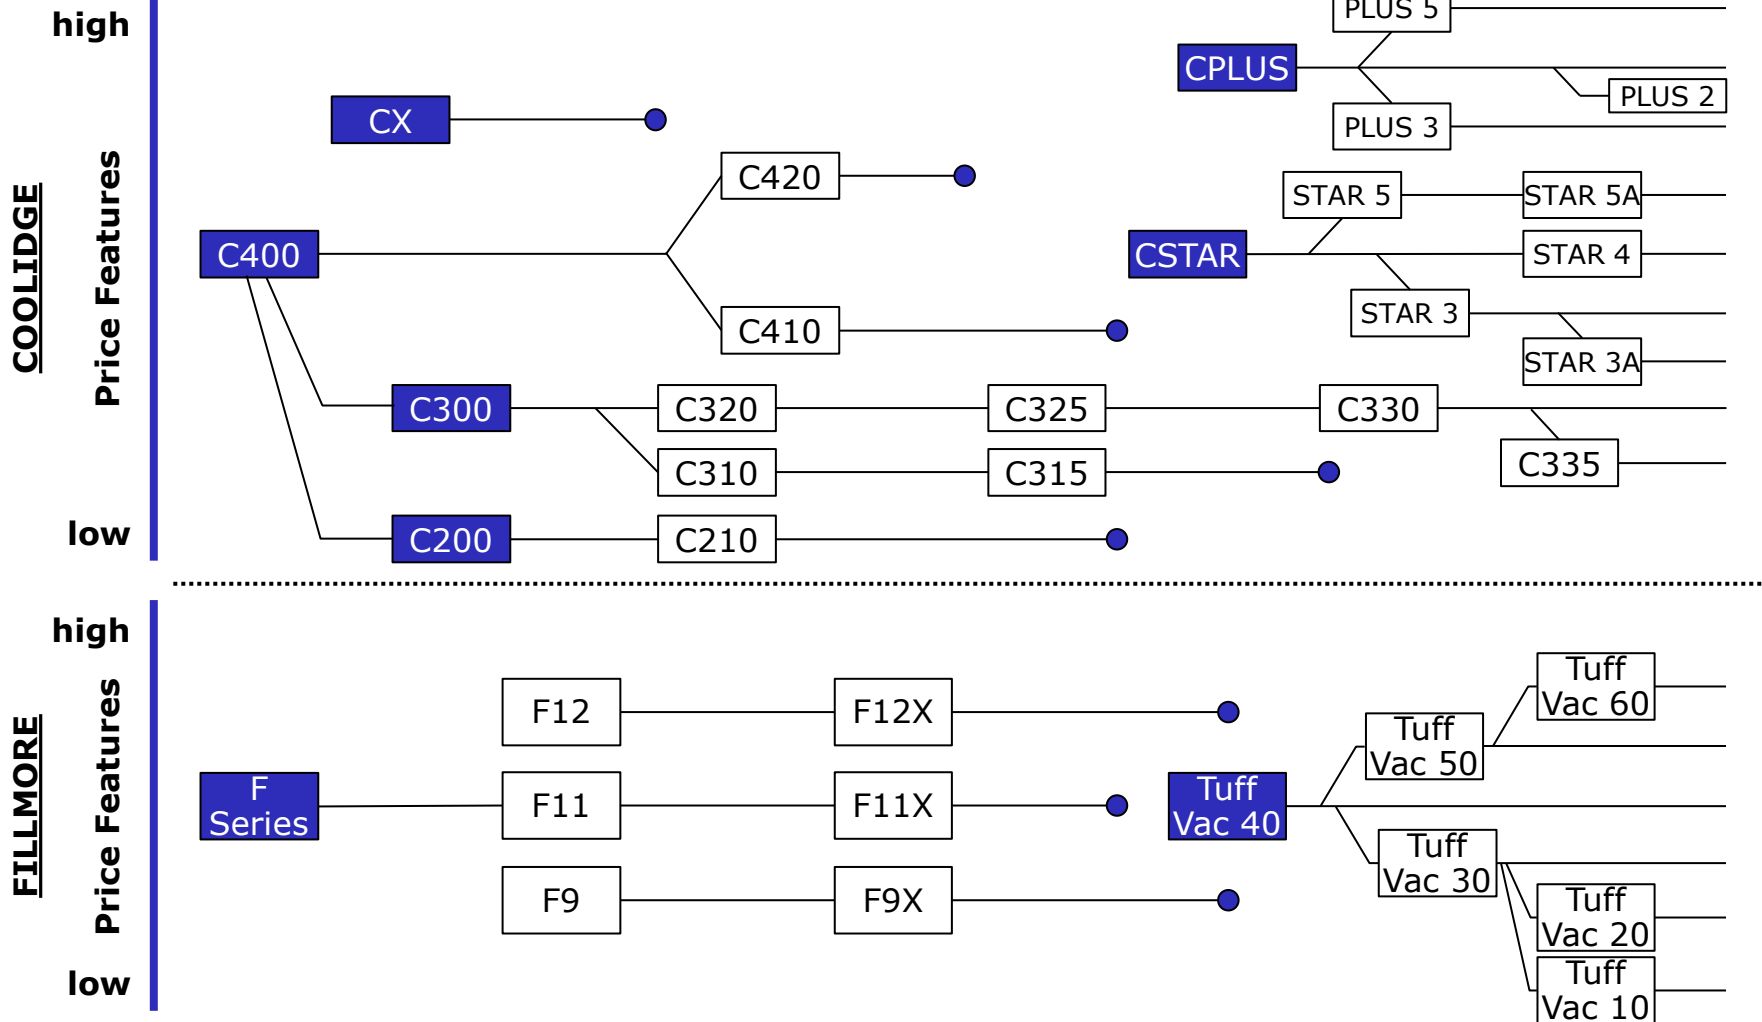 high
PLUS 5
CPLUS
PLUS 2
CX
PLUS 3
C420
STAR 5
STAR 5A
COOLIDGE
Price Features
C400
CSTAR
STAR 4
STAR 3
C410
STAR 3A
C300
C320
C325
C330
C310
C315
C335
low
C200
C210
high
Tuff
Vac 60
F12
F12X
Tuff
Vac 50
FILLMORE
Price Features
F
Series
F11
F11X
Tuff
Vac 40
Tuff
Vac 30
F9
F9X
Tuff
Vac 20
low
Tuff
Vac 10